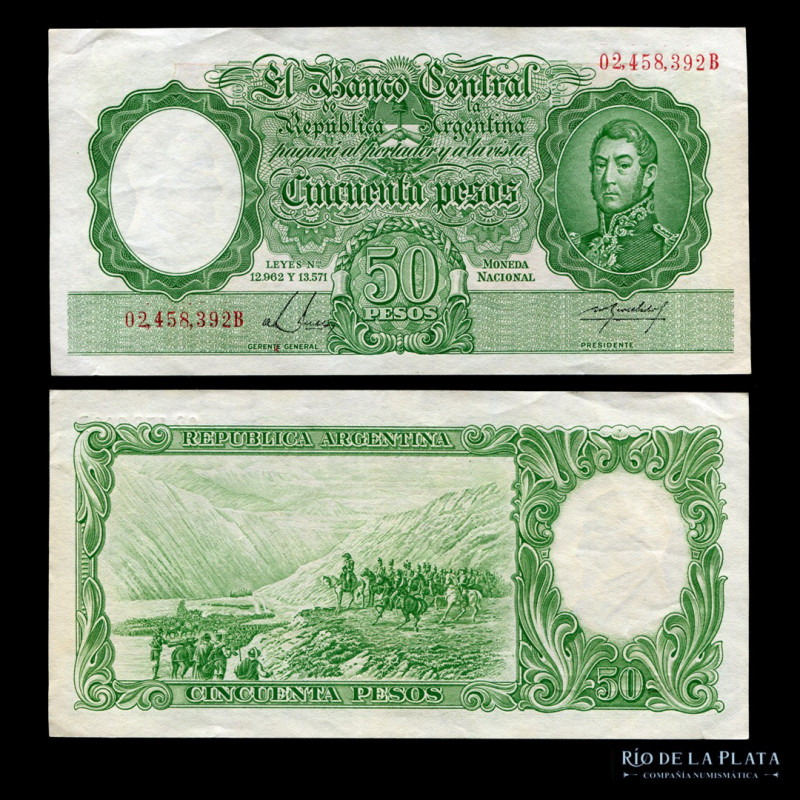 02,458,392B
El Banco Central
de la
República Argentina
pagará al portador y a la vista
Cincuenta pesos
LEYES Nos.
12.962 Y 13.571
MONEDA
NACIONAL
50
PESOS
02,458,392B
GERENTE GENERAL
PRESIDENTE
REPUBLICA ARGENTINA
CINCUENTA PESOS
50
RÍO DE LA PLATA
COMPAÑÍA NUMISMÁTICA